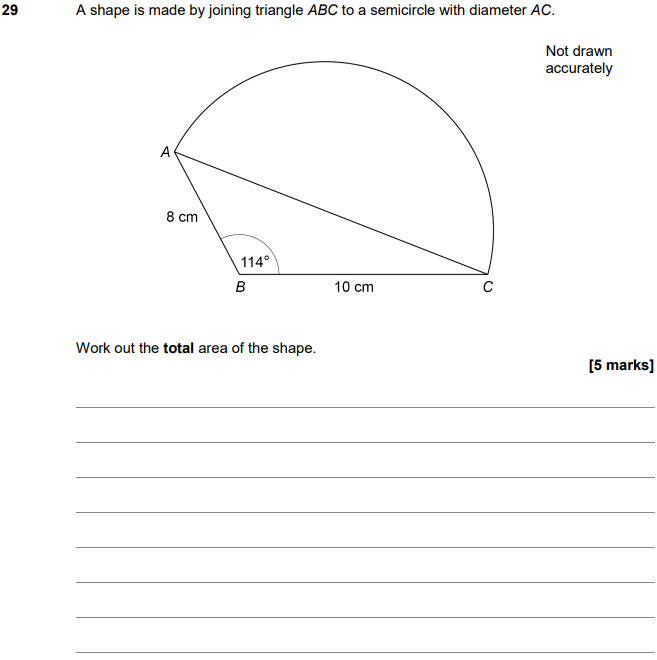 29 A shape is made by joining triangle ABC to a semicircle with diameter AC.
Not drawn
accurately
A
8 cm
114°
B
10 cm
C
Work out the total area of the shape.
[5 marks]